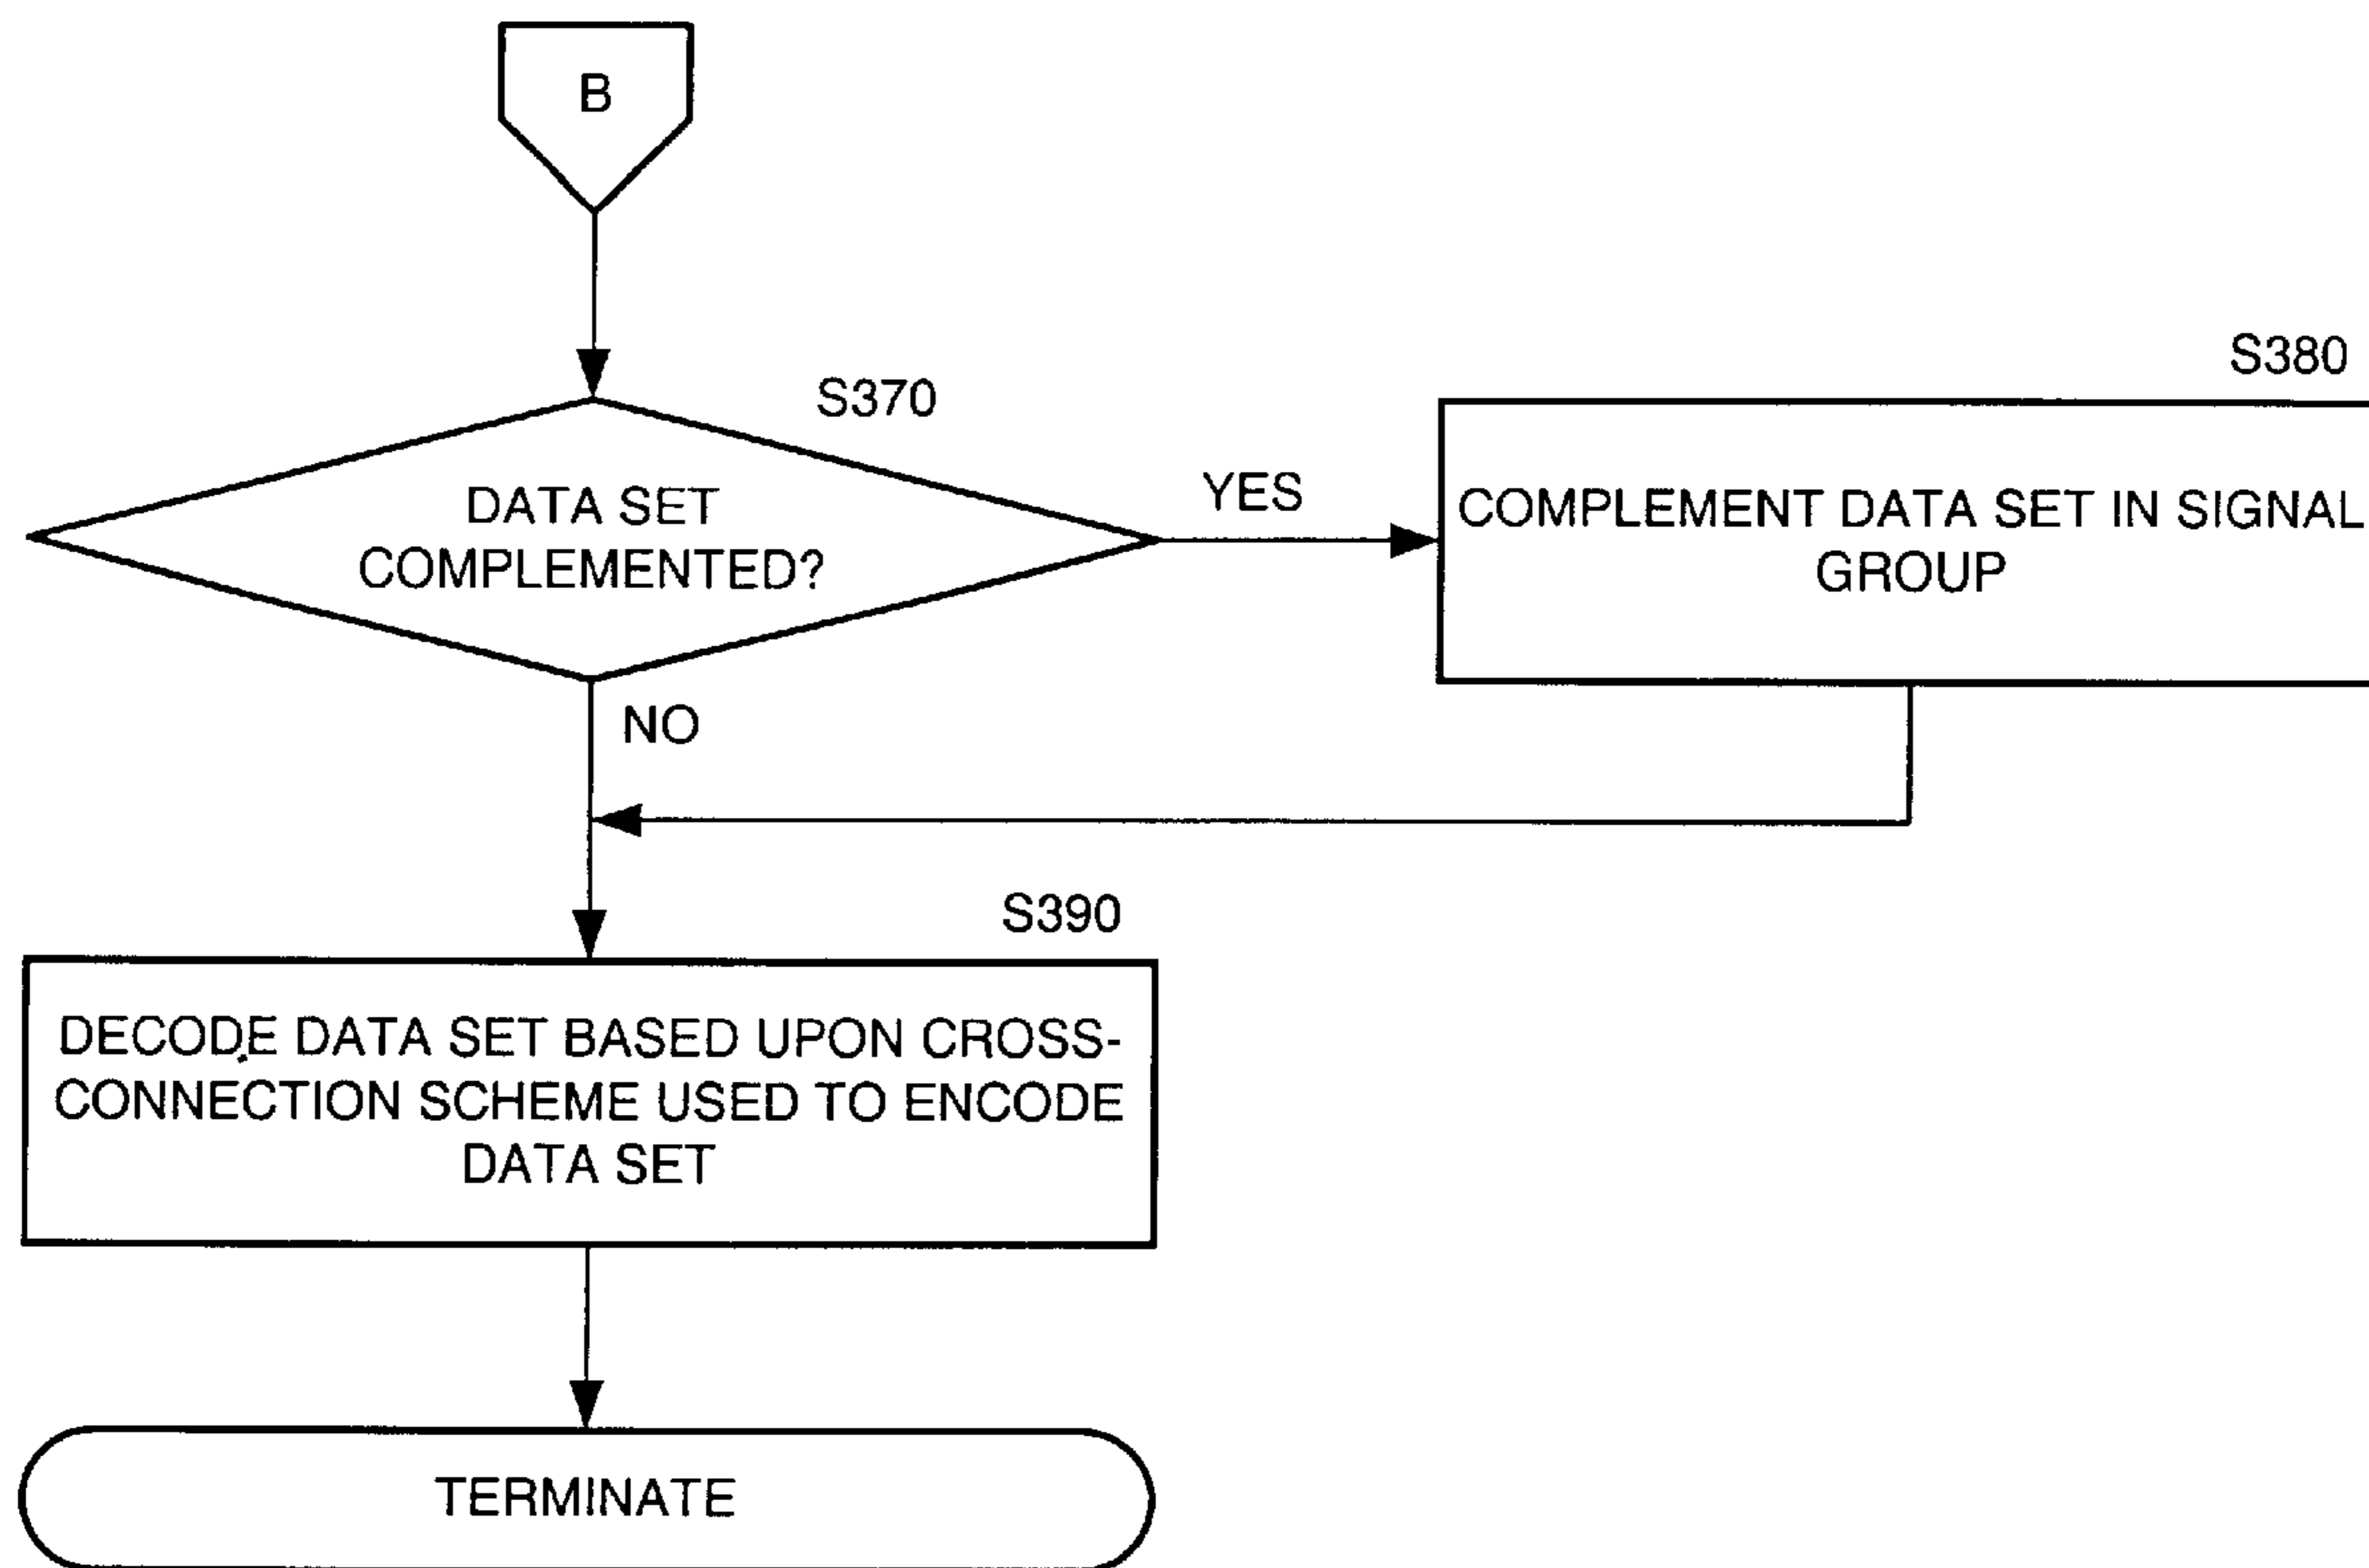 B
S370
DATA SET
COMPLEMENTED?
YES
S380
COMPLEMENT DATA SET IN SIGNAL
GROUP
NO
S390
DECODE DATA SET BASED UPON CROSS-
CONNECTION SCHEME USED TO ENCODE
DATA SET
TERMINATE